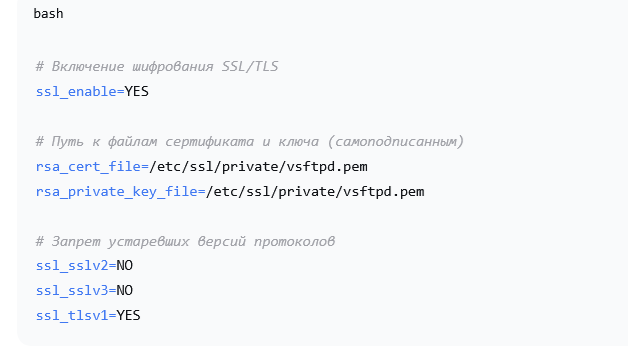 bash
# Включение шифрования SSL/TLS
ssl_enable=YES
# Путь к файлам сертификата и ключа (самоподписанным)
rsa_cert_file=/etc/ssl/private/vsftpd.pem
rsa_private_key_file=/etc/ssl/private/vsftpd.pem
# Запрет устаревших версий протоколов
ssl_sslv2=NO
ssl_sslv3=NO
ssl_tlsv1=YES